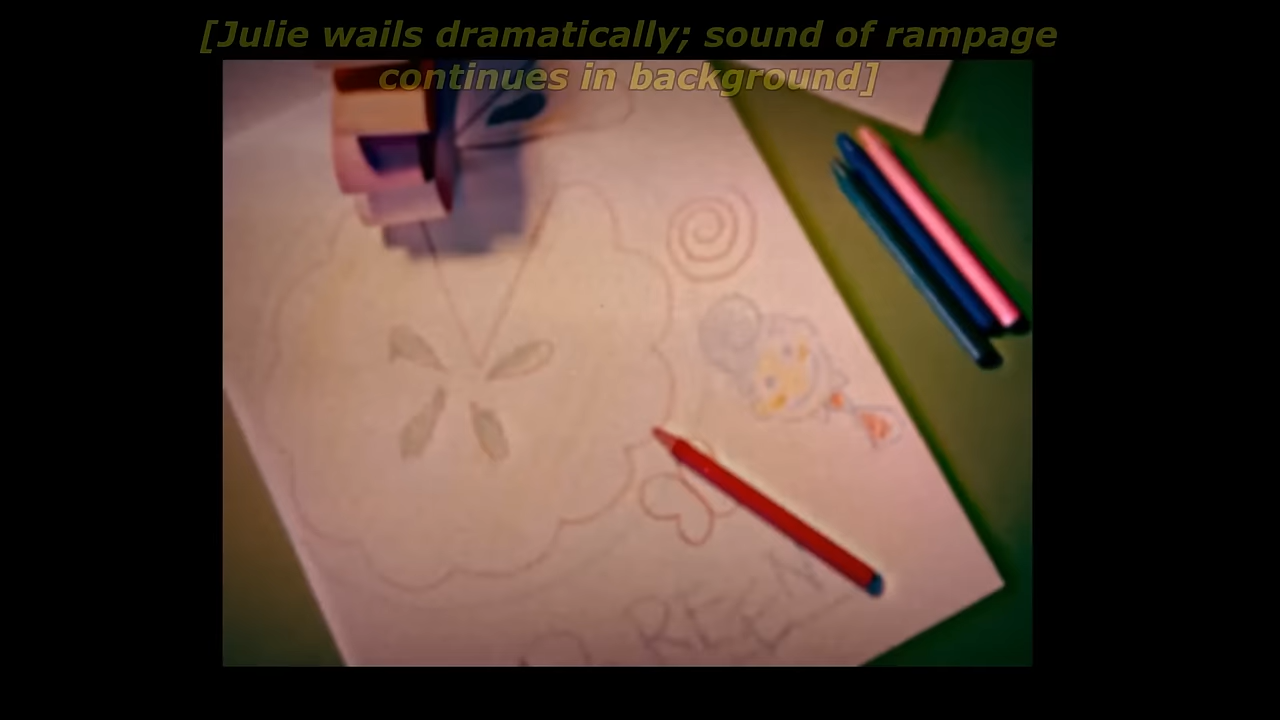 [Julie wails dramatically; sound of rampage
continues in background]